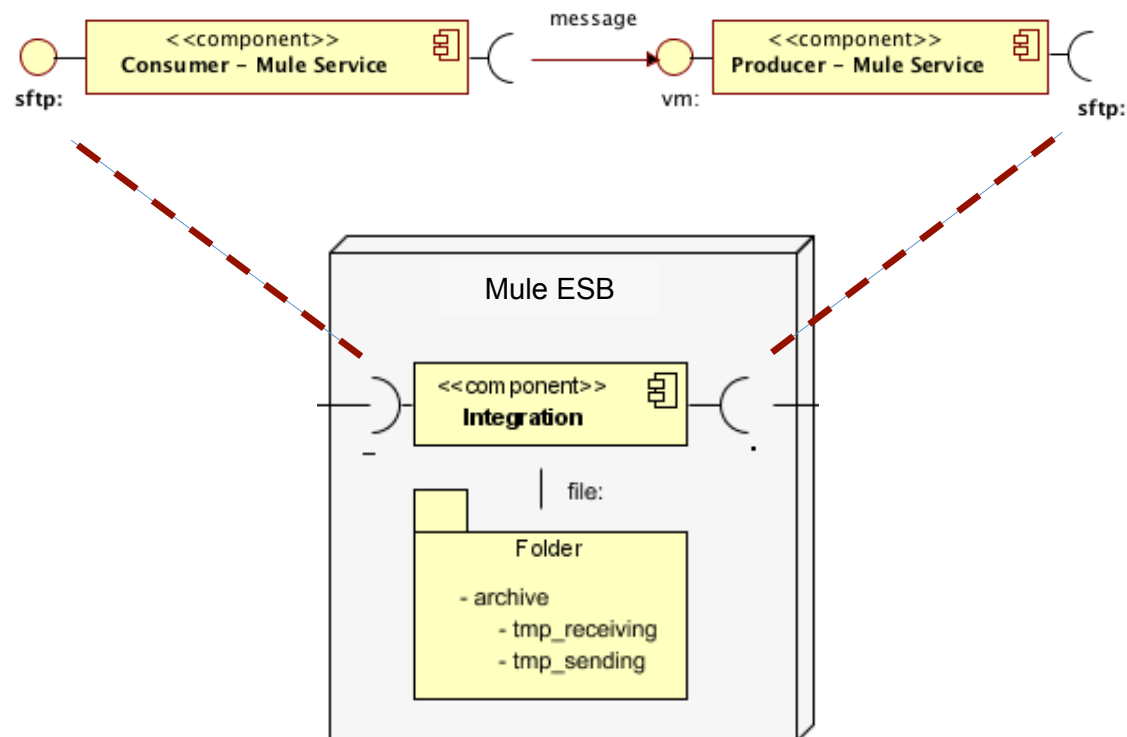 message
<<component>>
Consumer – Mule Service
<<component>>
Producer – Mule Service
sftp:
vm:
sftp:
Mule ESB
<<component>>
Integration
_
.
file:
Folder
- archive
- tmp_receiving
- tmp_sending